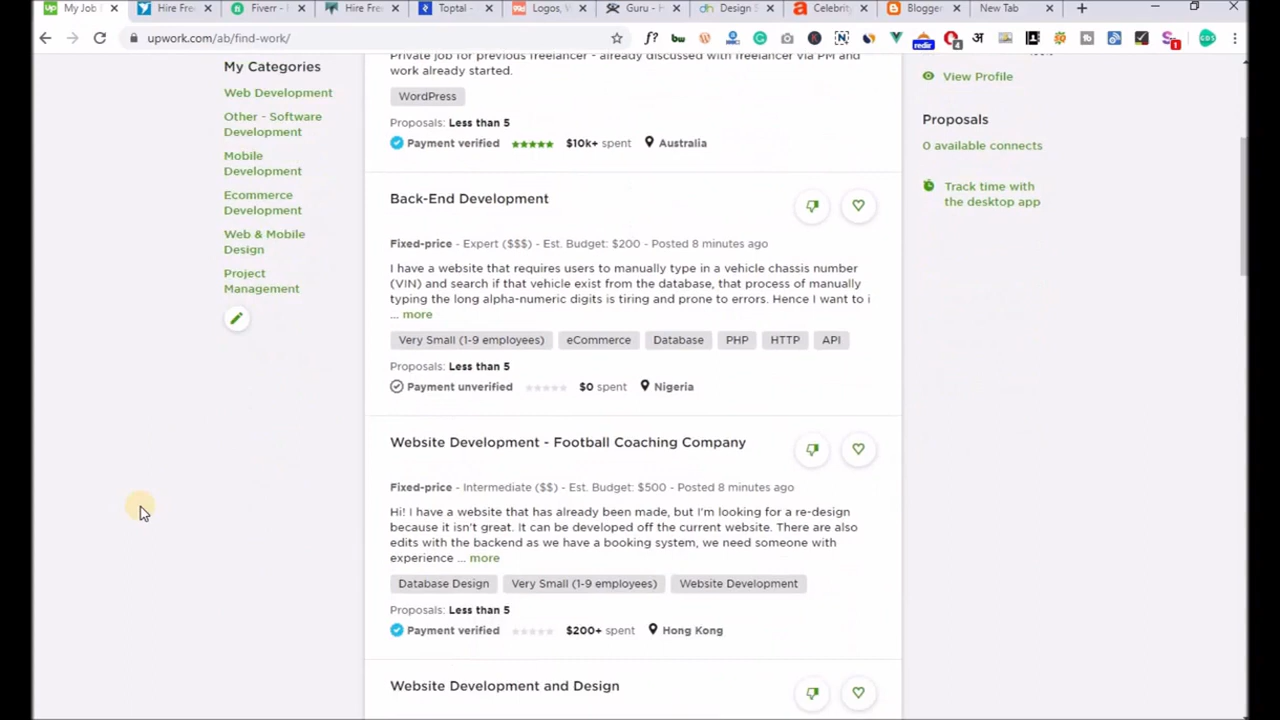 My Job
Hire Fre
Fiverr -
Hire Fre
Toptal -
Logos, W
Guru - H
Design S
Celebrity
Blogger
New Tab
upwork.com/ab/find-work/
My Categories
Web Development
Other - Software
Development
Mobile
Development
Ecommerce
Development
Web & Mobile
Design
Project
Management
Private job for previous freelancer - already discussed with freelancer via PM and
work already started.
WordPress
Proposals: Less than 5
Payment verified $10k+ spent Australia
Back-End Development
Fixed-price - Expert ($$$) - Est. Budget: $200 - Posted 8 minutes ago
I have a website that requires users to manually type in a vehicle chassis number
(VIN) and search if that vehicle exist from the database, that process of manually
typing the long alpha-numeric digits is tiring and prone to errors. Hence I want to i
... more
Very Small (1-9 employees) eCommerce Database PHP HTTP API
Proposals: Less than 5
Payment unverified $0 spent Nigeria
Website Development - Football Coaching Company
Fixed-price - Intermediate ($$) - Est. Budget: $500 - Posted 8 minutes ago
Hi! I have a website that has already been made, but I'm looking for a re-design
because it isn't great. It can be developed off the current website. There are also
edits with the backend as we have a booking system, we need someone with
experience ... more
Database Design Very Small (1-9 employees) Website Development
Proposals: Less than 5
Payment verified $200+ spent Hong Kong
Website Development and Design
View Profile
Proposals
0 available connects
Track time with
the desktop app